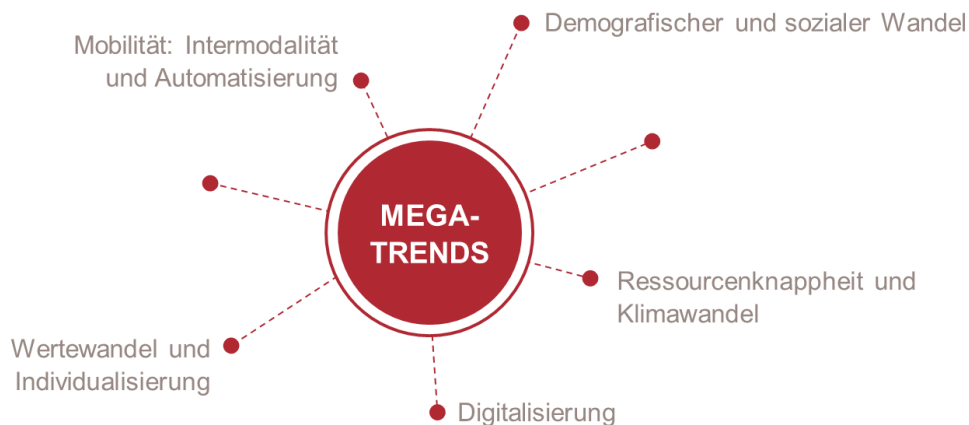 Demografischer und sozialer Wandel
Mobilität: Intermodalität
und Automatisierung
MEGA-
TRENDS
Ressourcenknappheit und
Klimawandel
Wertewandel und
Individualisierung
Digitalisierung